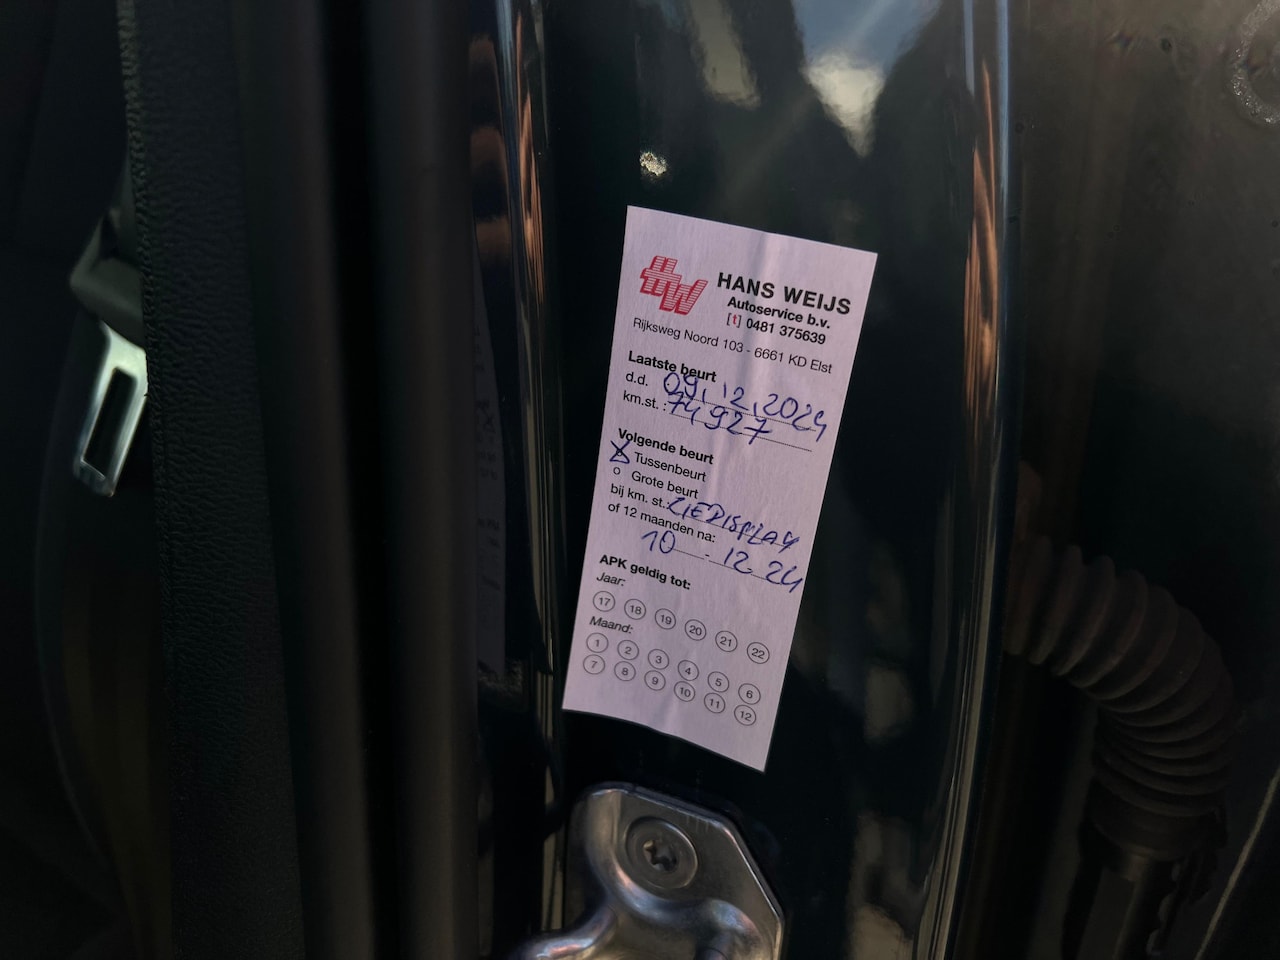 HW
HANS WEIJS
Autoservice b.v.
[t] 0481 375639
Rijksweg Noord 103 - 6661 KD Elst
Laatste beurt
d.d. 09.12.2024
km.st. : 74927
Volgende beurt
X Tussenbeurt
o Grote beurt
bij km. st.: ZIE DISPLAY
of 12 maanden na:
10 - 12 24
APK geldig tot:
Jaar:
17 18 19 20 21 22
Maand:
1 2 3 4 5 6
7 8 9 10 11 12